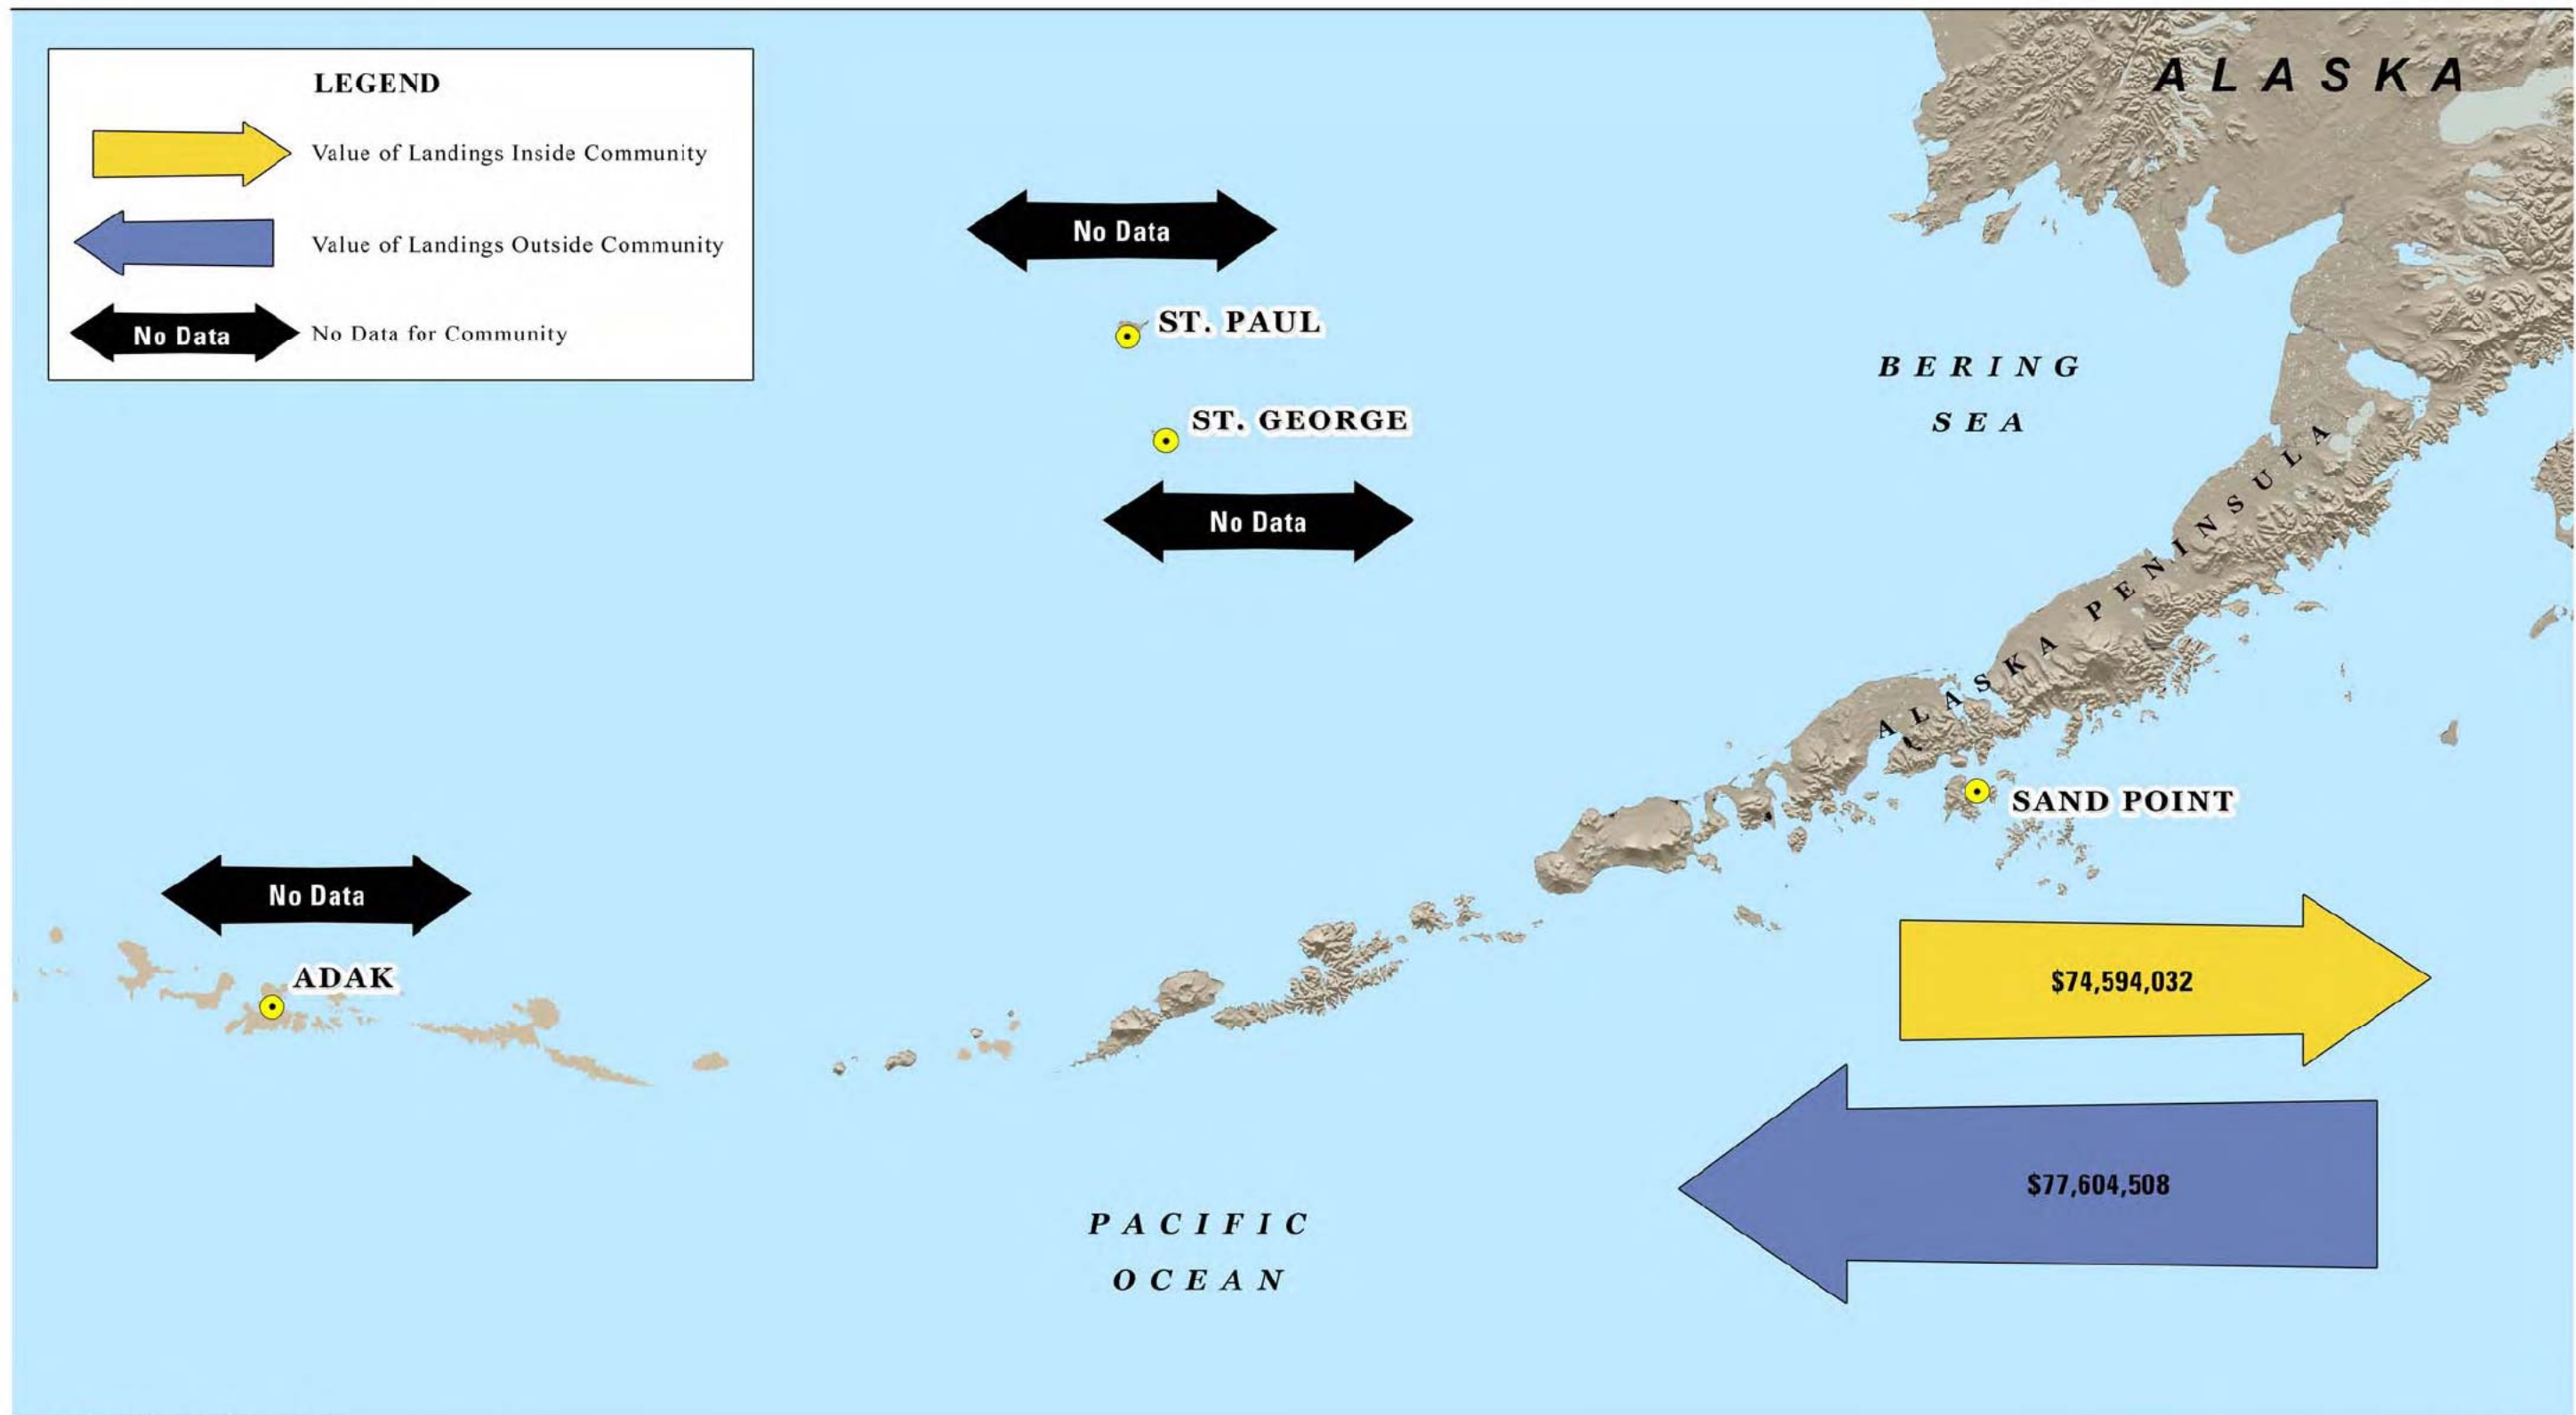 ALASKA
LEGEND
Value of Landings Inside Community
Value of Landings Outside Community
No Data
No Data for Community
No Data
ST. PAUL
BERING
SEA
ST. GEORGE
No Data
ALASKA PENINSULA
SAND POINT
No Data
ADAK
$74,594,032
$77,604,508
PACIFIC
OCEAN